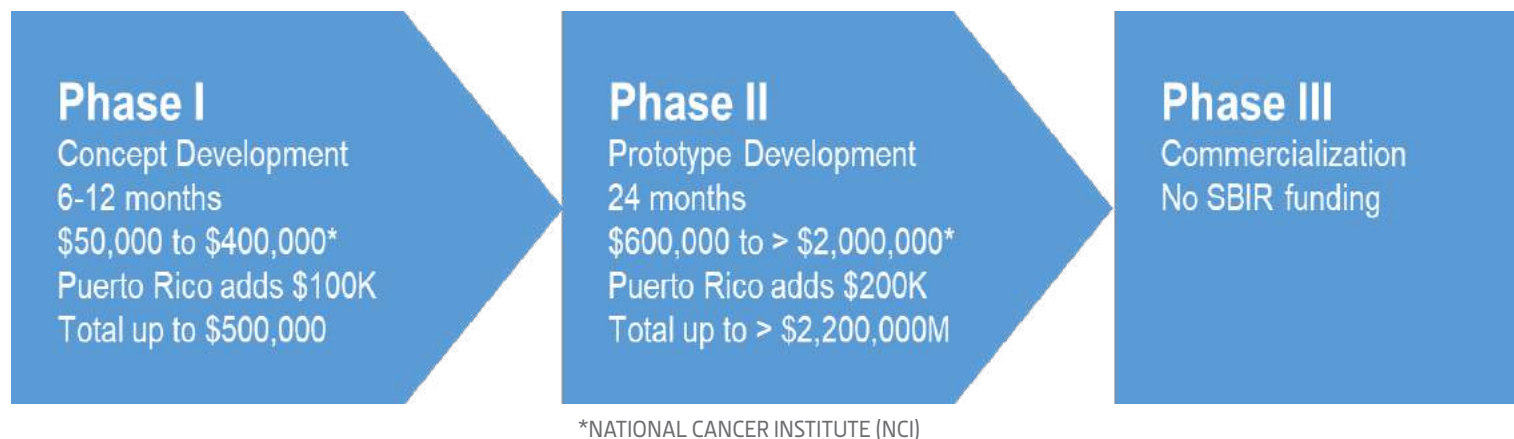 Phase I
Concept Development
6-12 months
$50,000 to $400,000*
Puerto Rico adds $100K
Total up to $500,000
Phase II
Prototype Development
24 months
$600,000 to > $2,000,000*
Puerto Rico adds $200K
Total up to > $2,200,000M
Phase III
Commercialization
No SBIR funding
*NATIONAL CANCER INSTITUTE (NCI)